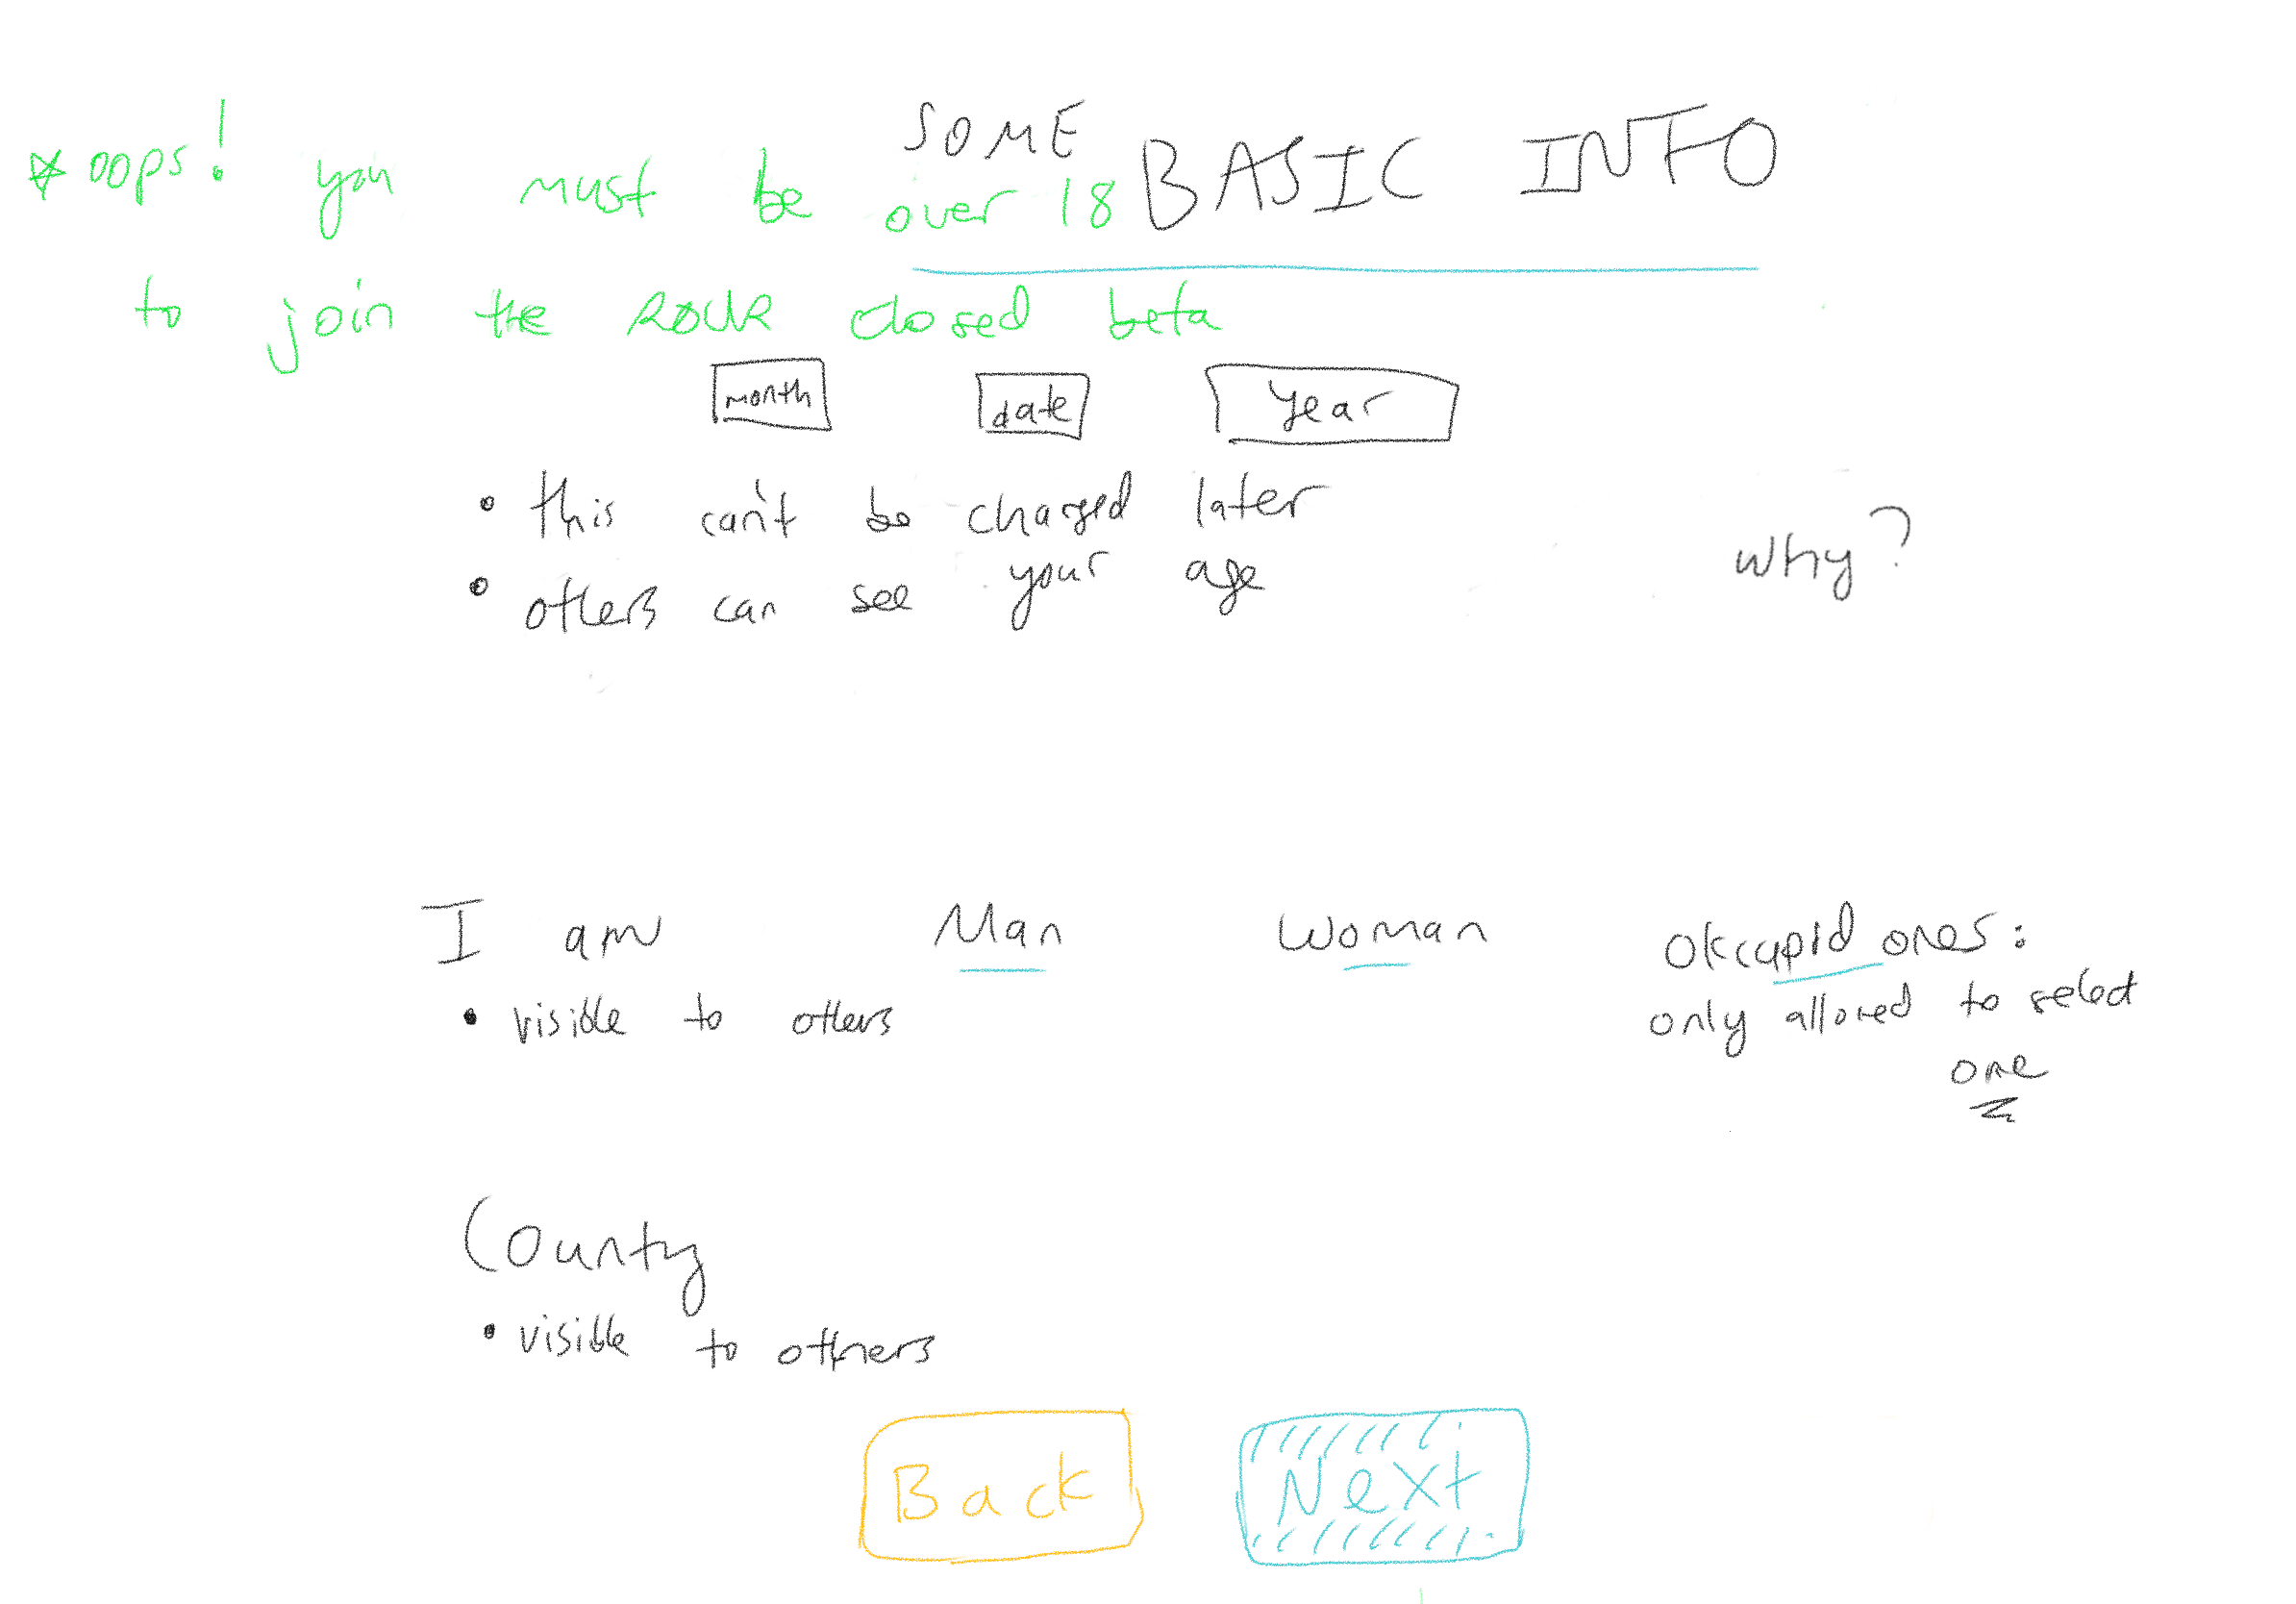 SOME BASIC INFO
* oops! you must be over 18
to join the closed beta
month date year
• this can't be changed later
• others can see your age
why?
I am Man Woman okcupid ones:
• visible to others only allowed to select
one
County
• visible to others
Back Next